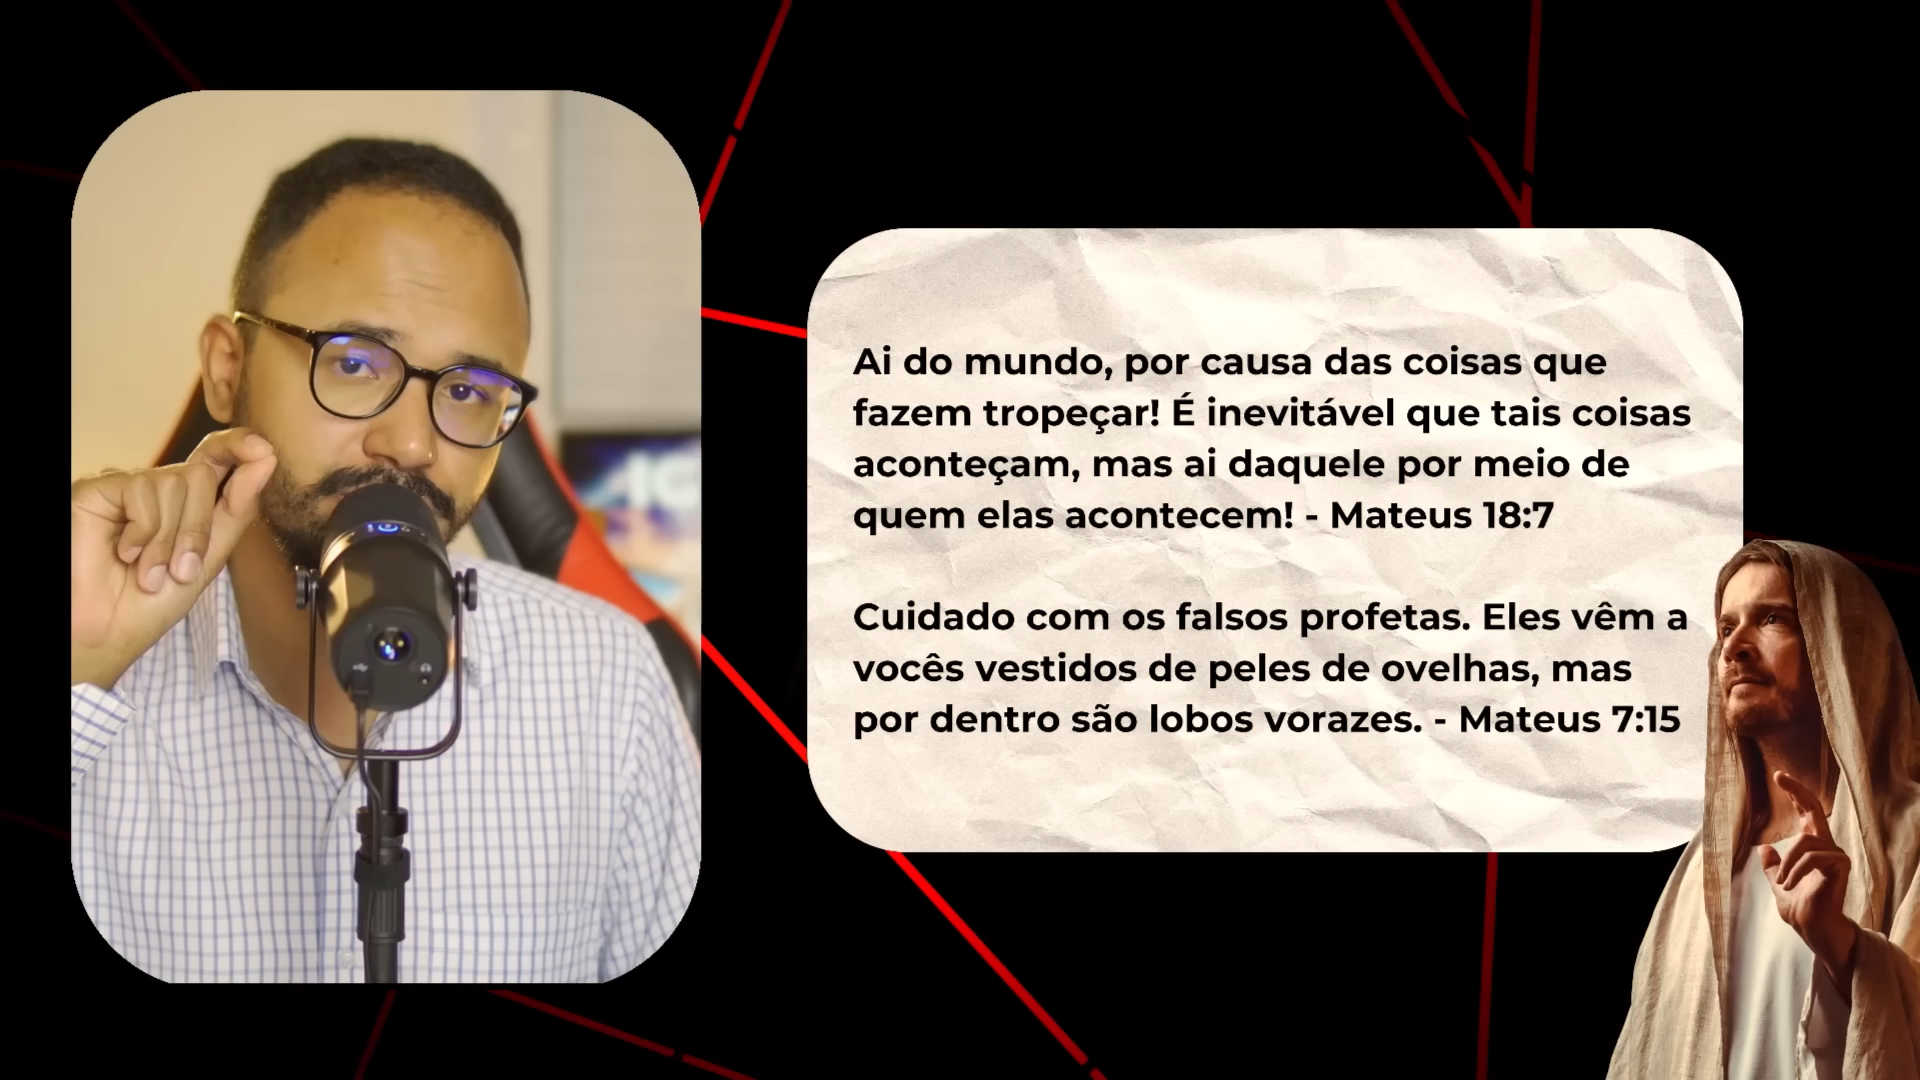 Ai do mundo, por causa das coisas que
fazem tropeçar! É inevitável que tais coisas
aconteçam, mas ai daquele por meio de
quem elas acontecem! - Mateus 18:7
Cuidado com os falsos profetas. Eles vêm a
vocês vestidos de peles de ovelhas, mas
por dentro são lobos vorazes. - Mateus 7:15